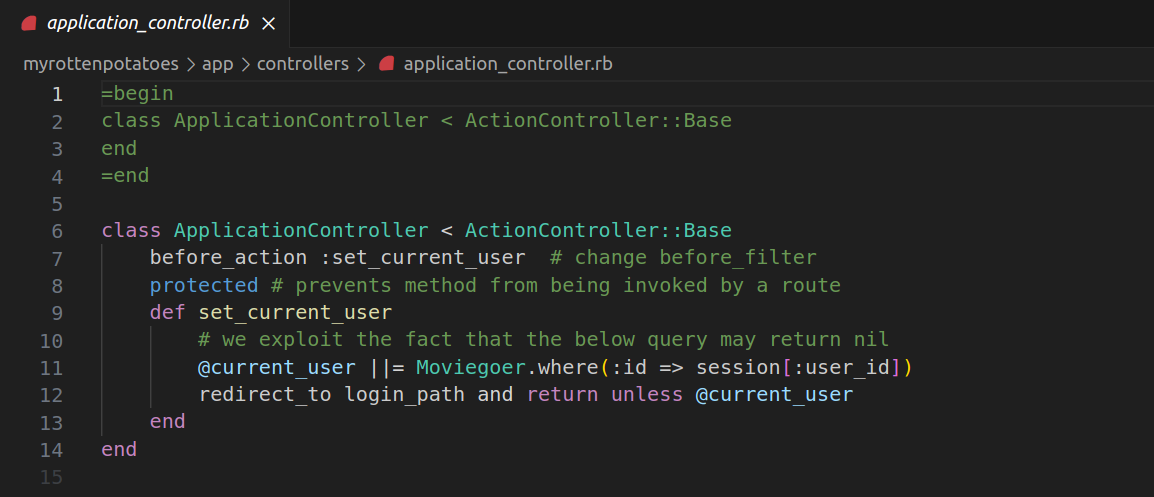 application_controller.rb ×
myrottenpotatoes > app > controllers > application_controller.rb
1 =begin
2 class ApplicationController < ActionController::Base
3 end
4 =end
5
6 class ApplicationController < ActionController::Base
7     before_action :set_current_user  # change before_filter
8     protected # prevents method from being invoked by a route
9     def set_current_user
10         # we exploit the fact that the below query may return nil
11         @current_user ||= Moviegoer.where(:id => session[:user_id])
12         redirect_to login_path and return unless @current_user
13     end
14 end
15